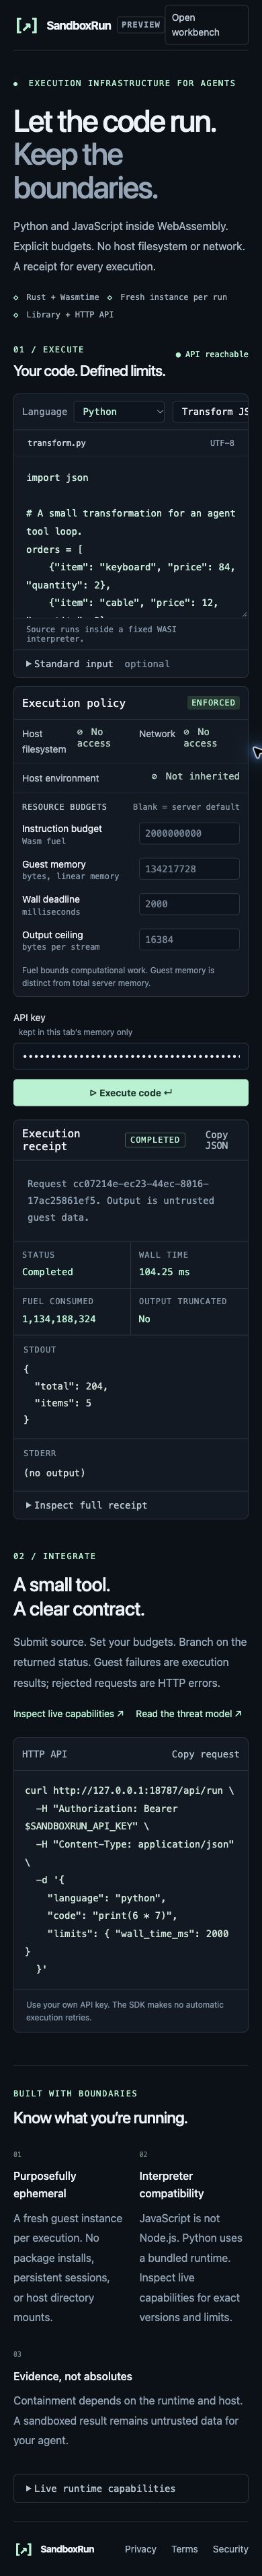 [↗] SandboxRun PREVIEW Open workbench
● EXECUTION INFRASTRUCTURE FOR AGENTS
Let the code run.
Keep the
boundaries.
Python and JavaScript inside WebAssembly.
Explicit budgets. No host filesystem or network.
A receipt for every execution.
◇ Rust + Wasmtime ◇ Fresh instance per run
◇ Library + HTTP API
01 / EXECUTE
● API reachable
Your code. Defined limits.
Language Python Transform JS
transform.py UTF-8
import json
# A small transformation for an agent
tool loop.
orders = [
{"item": "keyboard", "price": 84,
"quantity": 2},
{"item": "cable", "price": 12,
"quantity": 3},
Source runs inside a fixed WASI
interpreter.
▶ Standard input optional
Execution policy ENFORCED
Host filesystem ⊘ No access Network ⊘ No access
Host environment ⊘ Not inherited
RESOURCE BUDGETS Blank = server default
Instruction budget 2000000000
Wasm fuel
Guest memory 134217728
bytes, linear memory
Wall deadline 2000
milliseconds
Output ceiling 16384
bytes per stream
Fuel bounds computational work. Guest memory is
distinct from total server memory.
API key
kept in this tab's memory only
▷ Execute code ↵
Execution receipt COMPLETED Copy JSON
Request cc07214e-ec23-44ec-8016-
17ac25861ef5. Output is untrusted
guest data.
STATUS WALL TIME
Completed 104.25 ms
FUEL CONSUMED OUTPUT TRUNCATED
1,134,188,324 No
STDOUT
{
"total": 204,
"items": 5
}
STDERR
(no output)
▶ Inspect full receipt
02 / INTEGRATE
A small tool.
A clear contract.
Submit source. Set your budgets. Branch on the
returned status. Guest failures are execution
results; rejected requests are HTTP errors.
Inspect live capabilities ↗ Read the threat model ↗
HTTP API Copy request
curl http://127.0.0.1:18787/api/run \
-H "Authorization: Bearer
$SANDBOXRUN_API_KEY" \
-H "Content-Type: application/json"
\
-d '{
"language": "python",
"code": "print(6 * 7)",
"limits": { "wall_time_ms": 2000
}
}'
Use your own API key. The SDK makes no automatic
execution retries.
BUILT WITH BOUNDARIES
Know what you're running.
01
Purposefully
ephemeral
A fresh guest instance
per execution. No
package installs,
persistent sessions,
or host directory
mounts.
02
Interpreter
compatibility
JavaScript is not
Node.js. Python uses
a bundled runtime.
Inspect live
capabilities for exact
versions and limits.
03
Evidence, not absolutes
Containment depends on the runtime and host.
A sandboxed result remains untrusted data for
your agent.
▶ Live runtime capabilities
[↗] SandboxRun Privacy Terms Security